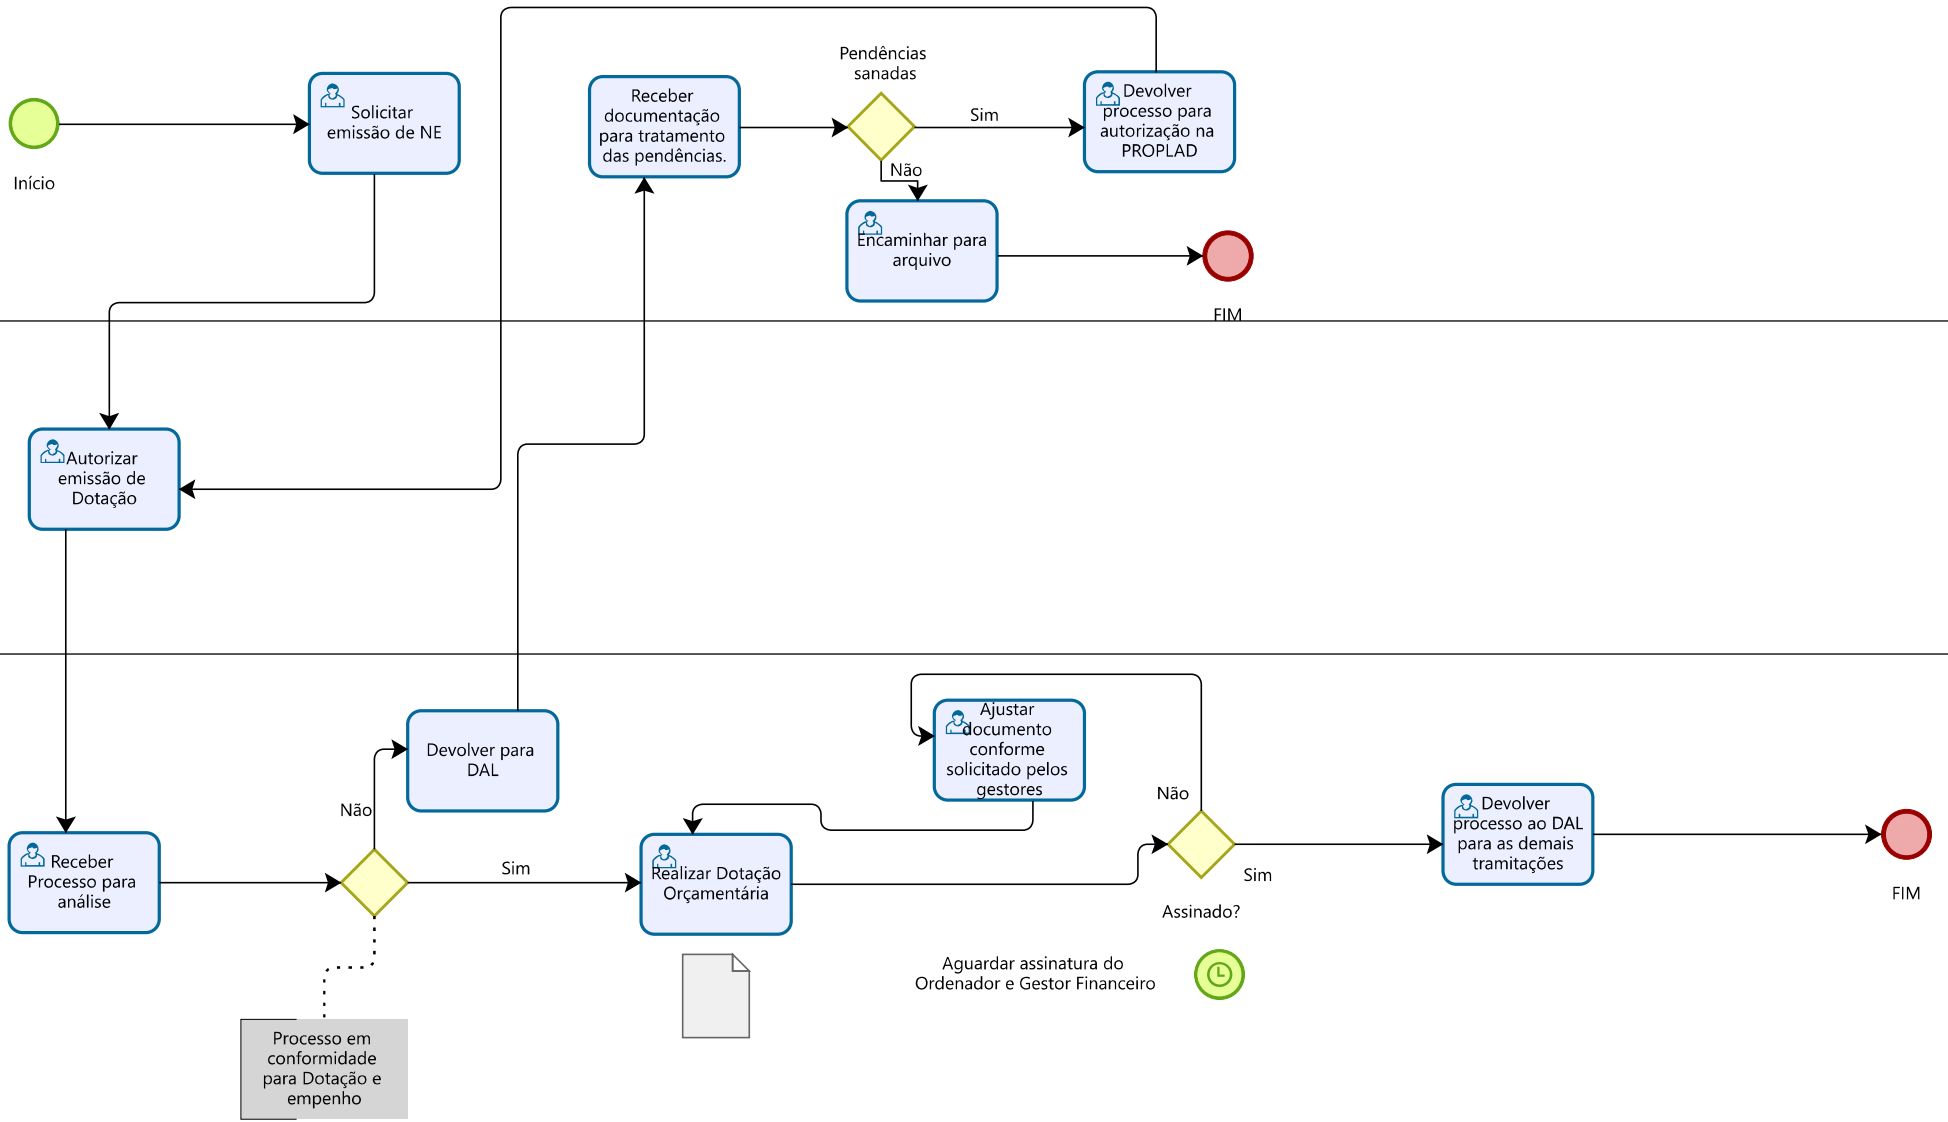 Início
Solicitar
emissão de NE
Receber
documentação
para tratamento
das pendências.
Pendências
sanadas
Sim
Não
Devolver
processo para
autorização na
PROPLAD
Encaminhar para
arquivo
FIM
Autorizar
emissão de
Dotação
Receber
Processo para
análise
Não
Sim
Devolver para
DAL
Processo em
conformidade
para Dotação e
empenho
Realizar Dotação
Orçamentária
Ajustar
documento
conforme
solicitado pelos
gestores
Não
Sim
Assinado?
Aguardar assinatura do
Ordenador e Gestor Financeiro
Devolver
processo ao DAL
para as demais
tramitações
FIM